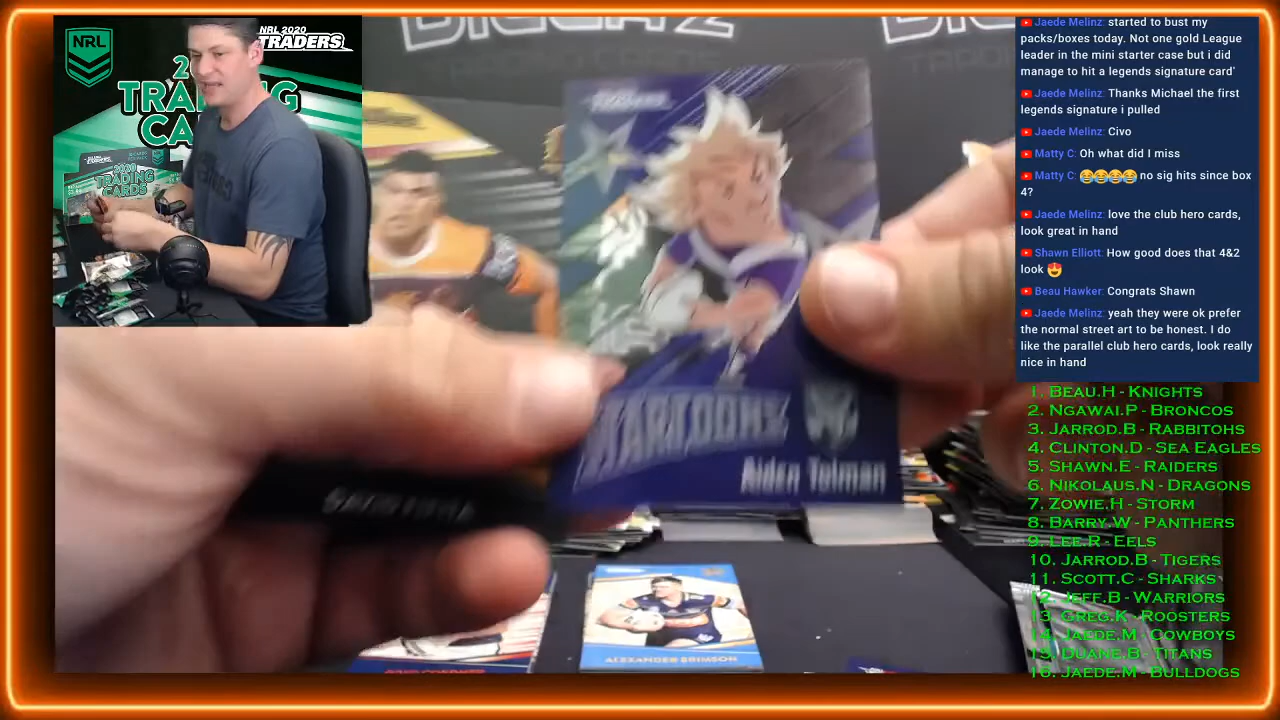 NRL
NRL 2020
TRADERS
TRADING
2020
TRADING
CARDS
Aiden Tolman
ALEXANDER BRIMSON
Jaede Melinz: started to bust my
packs/boxes today. Not one gold League
leader in the mini starter case but i did
manage to hit a legends signature card'
Jaede Melinz: Thanks Michael the first
legends signature i pulled
Jaede Melinz: Civo
Matty C: Oh what did I miss
Matty C: 😂😂😂😂 no sig hits since box
4?
Jaede Melinz: love the club hero cards,
look great in hand
Shawn Elliott: How good does that 4&2
look 😍
Beau Hawker: Congrats Shawn
Jaede Melinz: yeah they were ok prefer
the normal street art to be honest. I do
like the parallel club hero cards, look really
nice in hand
1. BEAU.H - KNIGHTS
2. NGAWAI.P - BRONCOS
3. JARROD.B - RABBITOHS
4. CLINTON.D - SEA EAGLES
5. SHAWN.E - RAIDERS
6. NIKOLAUS.N - DRAGONS
7. ZOWIE.H - STORM
8. BARRY.W - PANTHERS
9. LEE.R - EELS
10. JARROD.B - TIGERS
11. SCOTT.C - SHARKS
12. JEFF.B - WARRIORS
13. GREG.K - ROOSTERS
14. JAEDE.M - COWBOYS
15. DUANE.B - TITANS
16. JAEDE.M - BULLDOGS